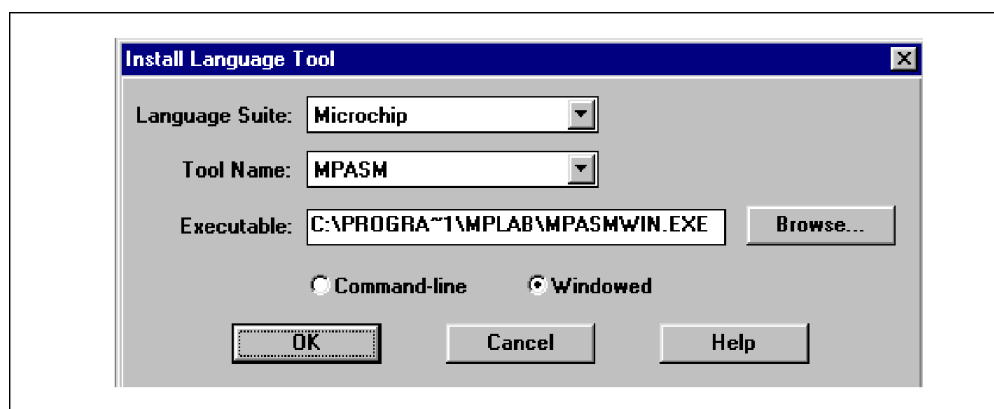 Install Language Tool
Language Suite: Microchip
Tool Name: MPASM
Executable: C:\PROGRA~1\MPLAB\MPASMWIN.EXE Browse...
Command-line Windowed
OK Cancel Help